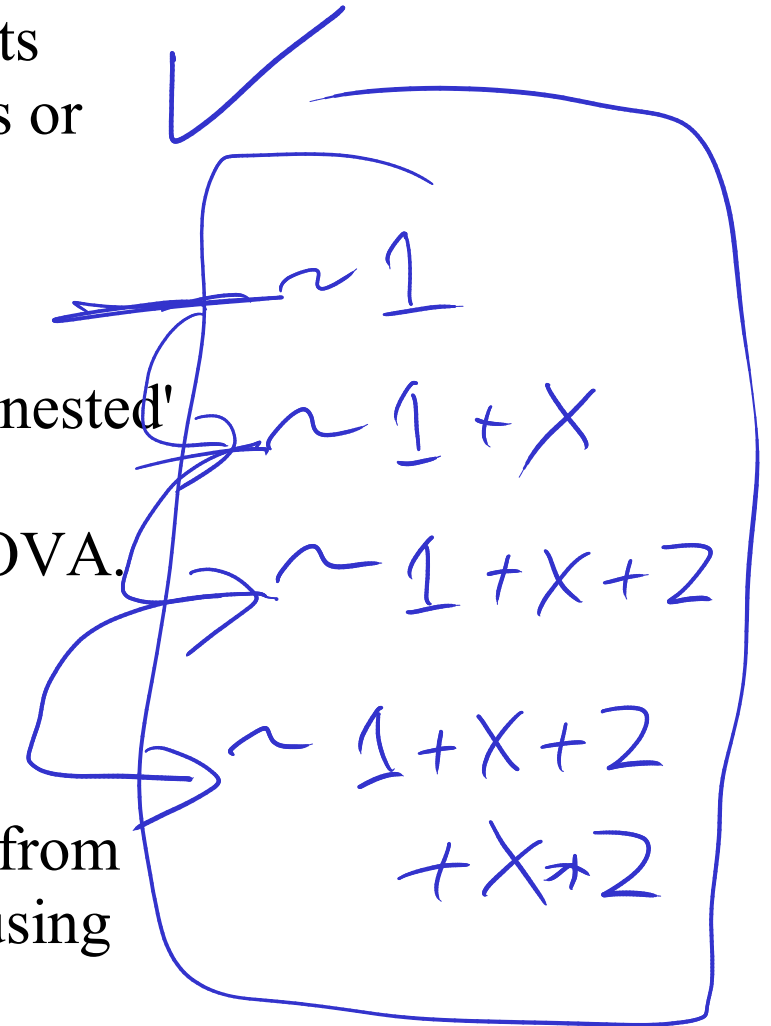 ts
s or
~ 1
nested'
~ 1 + X
OVA.
~ 1 + X + Z
~ 1 + X + Z
from
+ X * Z
using